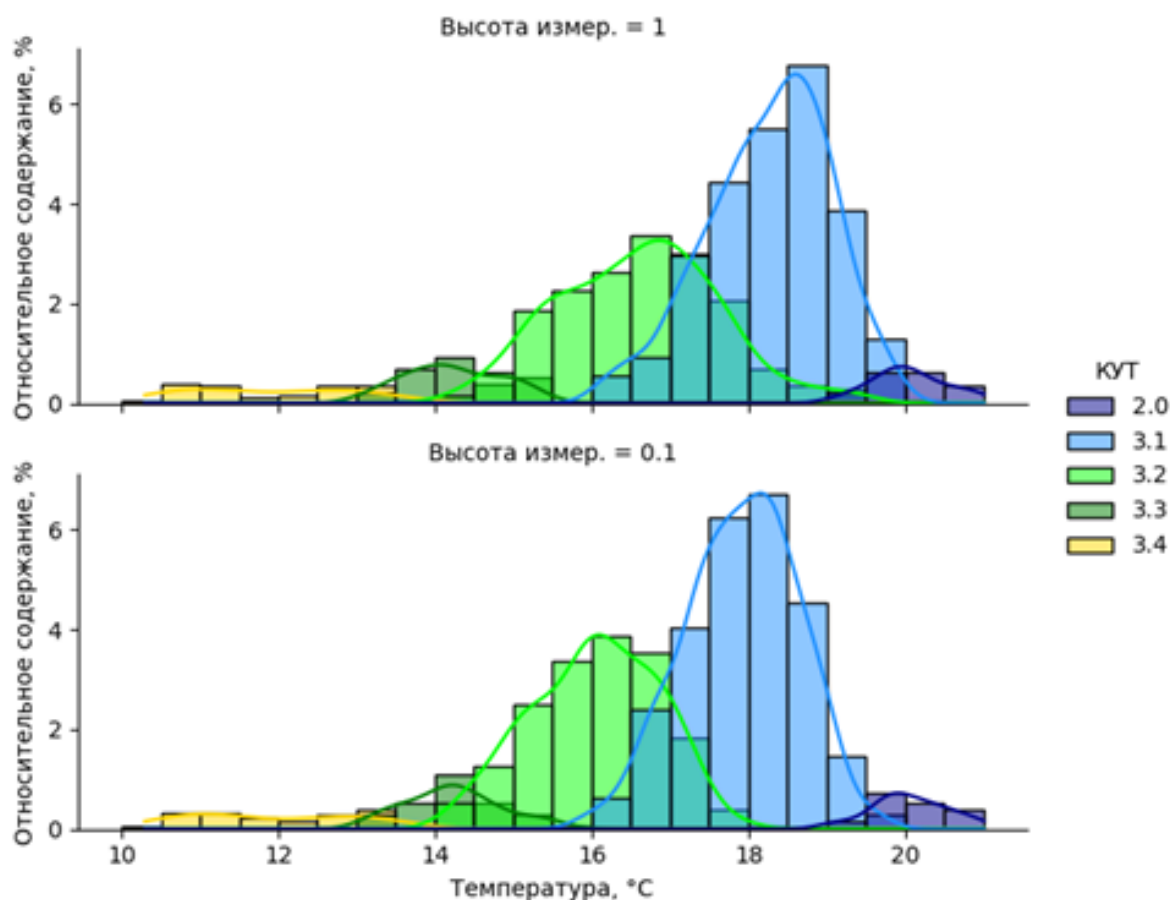 Высота измер. = 1
Относительное содержание, %
6
4
2
0
Высота измер. = 0.1
Относительное содержание, %
6
4
2
0
10 12 14 16 18 20
Температура, °C
КУТ
2.0
3.1
3.2
3.3
3.4